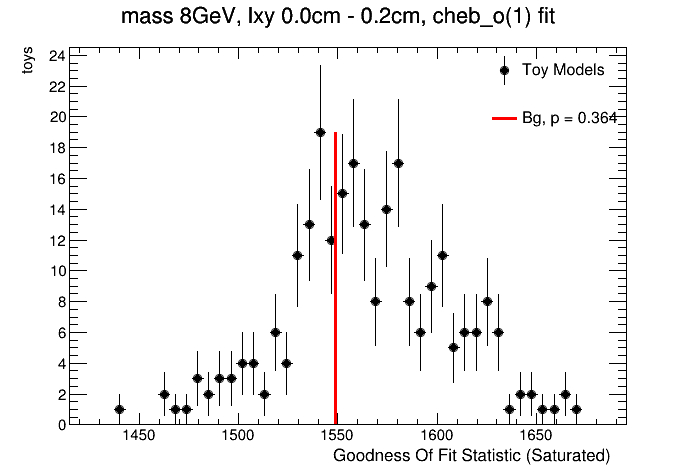 mass 8GeV, lxy 0.0cm - 0.2cm, cheb_o(1) fit
toys
24
22
20
18
16
14
12
10
8
6
4
2
0
Toy Models
Bg, p = 0.364
1450 1500 1550 1600 1650
Goodness Of Fit Statistic (Saturated)